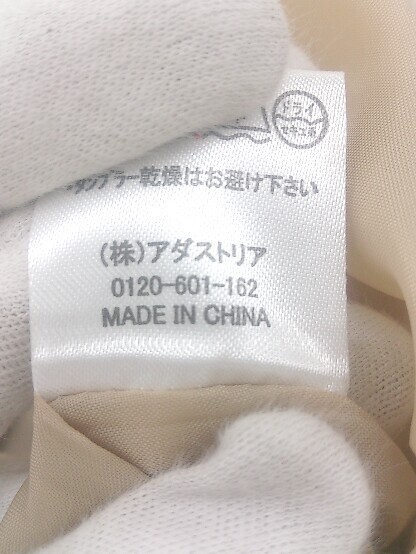 ドライ
セキユ系
タンブラー乾燥はお避け下さい
(株)アダストリア
0120-601-162
MADE IN CHINA